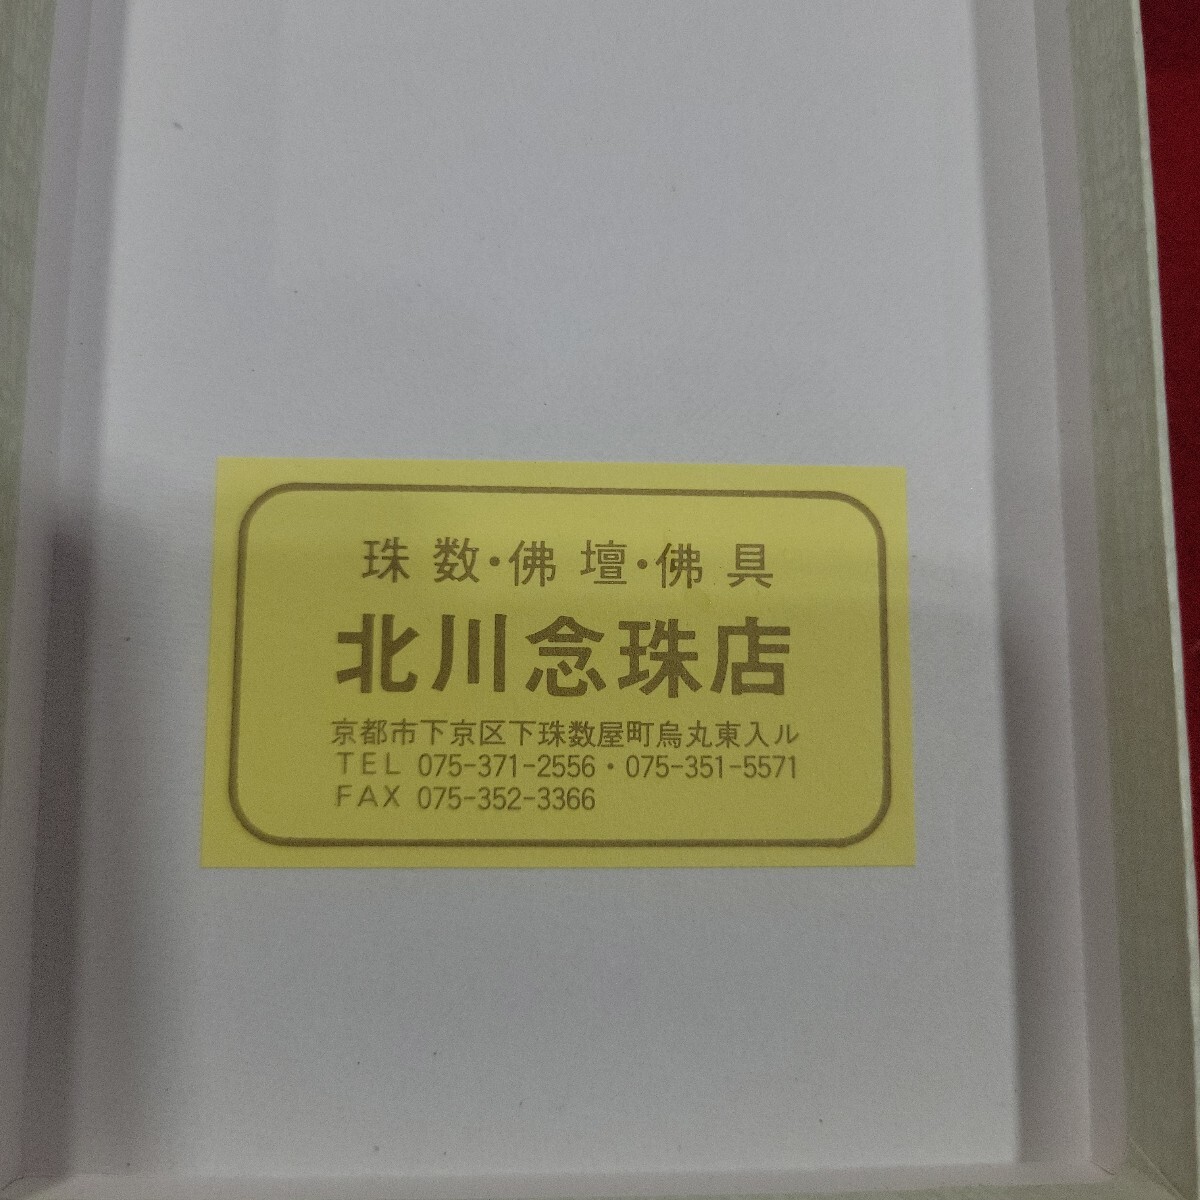 珠数・佛壇・佛具
北川念珠店
京都市下京区下珠数屋町烏丸東入ル
TEL 075-371-2556・075-351-5571
FAX 075-352-3366